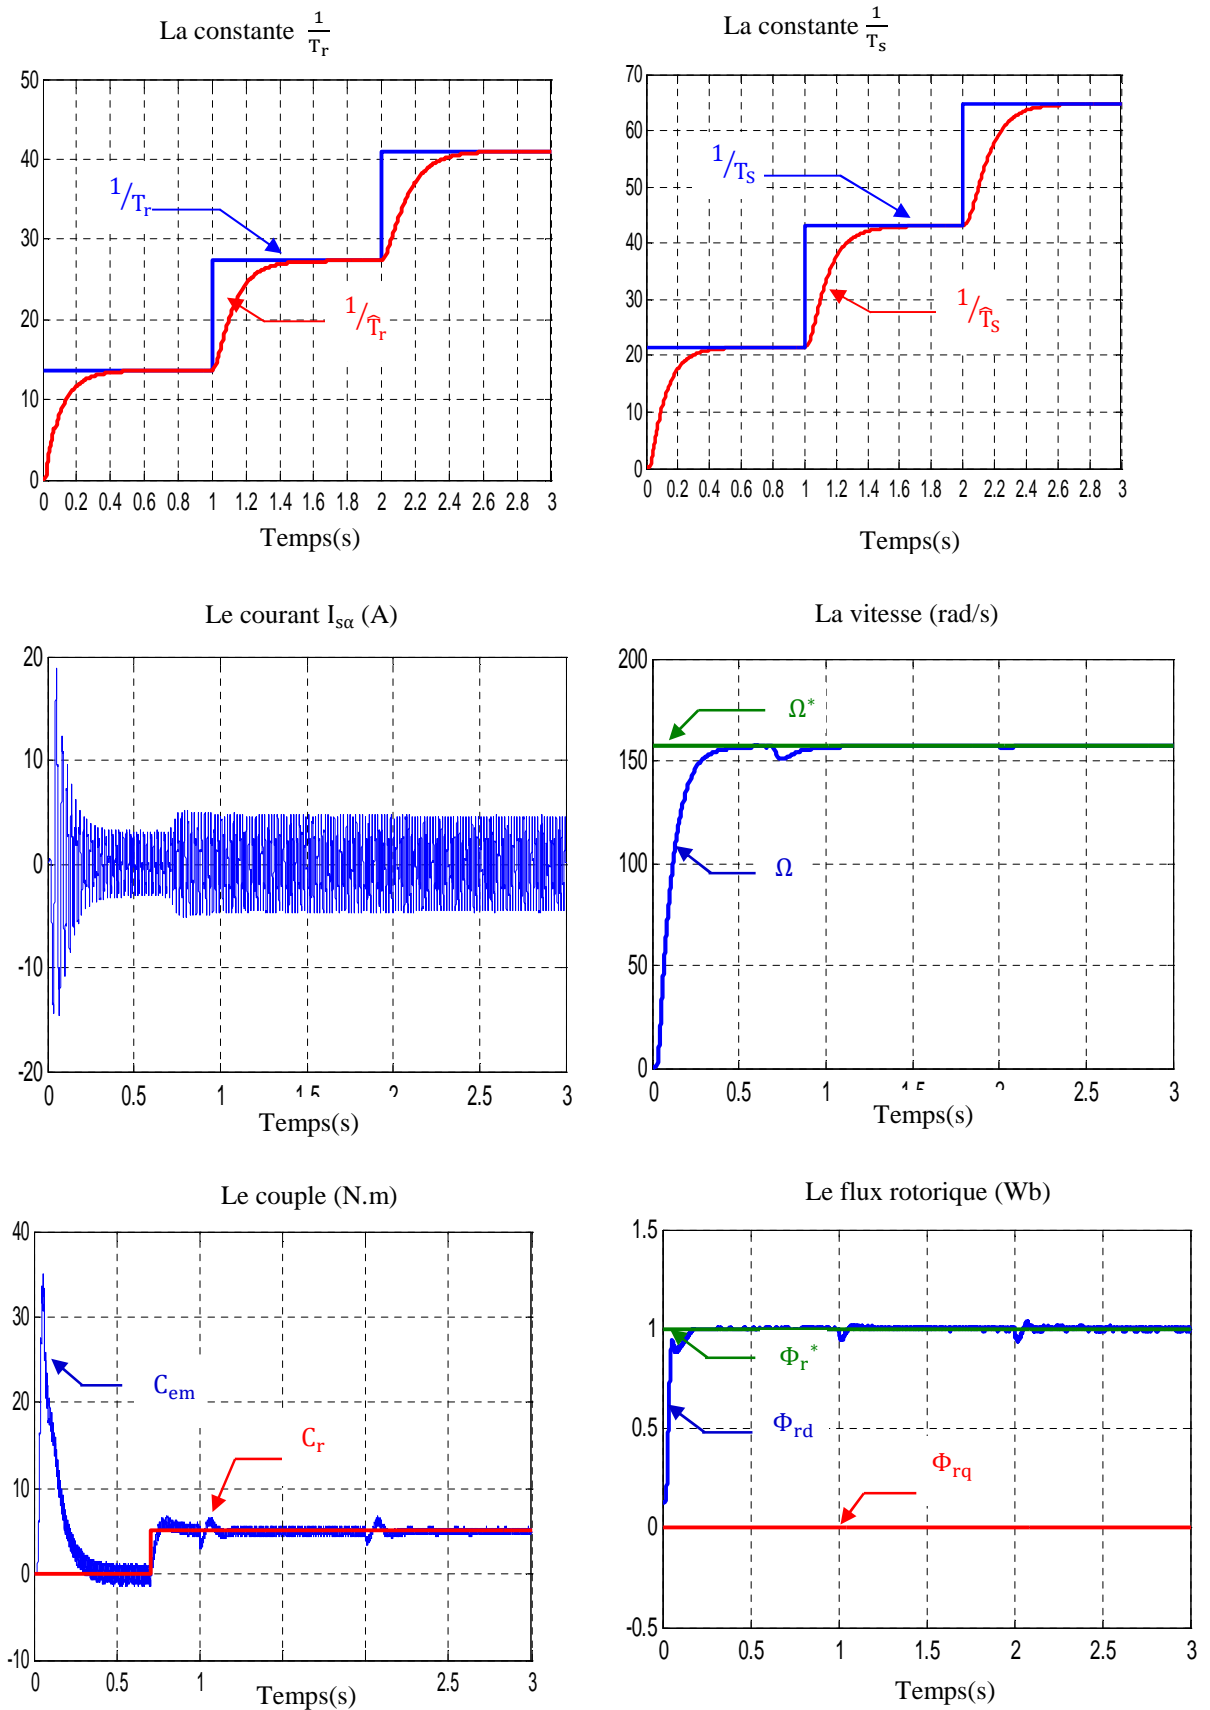 La constante 1/Tr
50
40
30
20
10
0
1/Tr
1/T̂r
0 0.2 0.4 0.6 0.8 1 1.2 1.4 1.6 1.8 2 2.2 2.4 2.6 2.8 3
Temps(s)
La constante 1/Ts
70
60
50
40
30
20
10
0
1/TS
1/T̂S
0 0.2 0.4 0.6 0.8 1 1.2 1.4 1.6 1.8 2 2.2 2.4 2.6 2.8 3
Temps(s)
Le courant Isα (A)
20
10
0
-10
-20
0 0.5 1 1.5 2 2.5 3
Temps(s)
La vitesse (rad/s)
200
150
100
50
0
Ω*
Ω
0 0.5 1 1.5 2 2.5 3
Temps(s)
Le couple (N.m)
40
30
20
10
0
-10
Cem
Cr
0 0.5 1 3
Temps(s)
Le flux rotorique (Wb)
1.5
1
0.5
0
-0.5
Φr*
Φrd
Φrq
0 0.5 1 1.5 2 2.5 3
Temps(s)